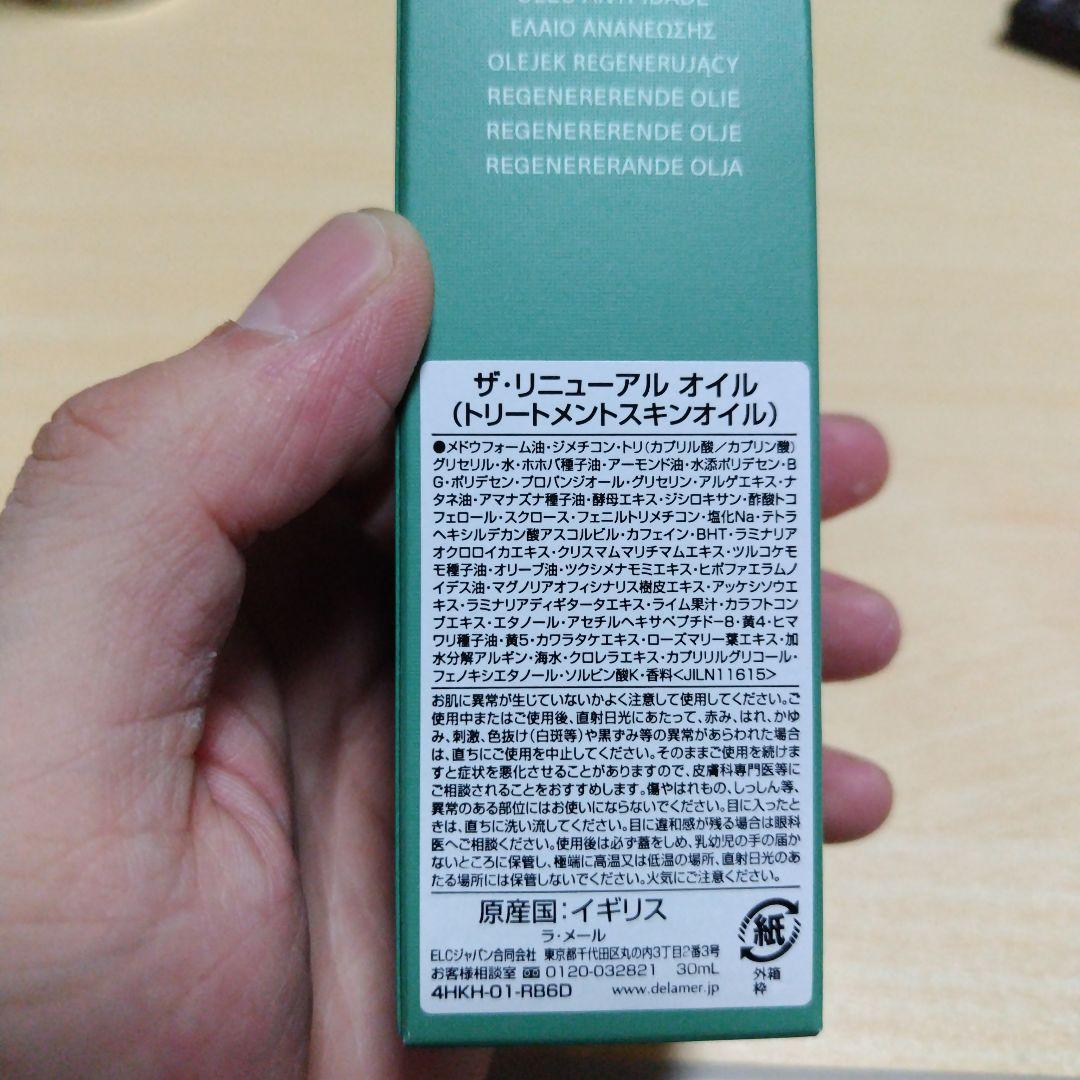 ΕΛΑΙΟ ΑΝΑΝΕΩΣΗΣ
OLEJEK REGENERUJĄCY
REGENERERENDE OLIE
REGENERERENDE OLJE
REGENERERANDE OLJA
ザ・リニューアル オイル
(トリートメントスキンオイル)
●メドウフォーム油・ジメチコン・トリ(カプリル酸/カプリン酸)
グリセリル・水・ホホバ種子油・アーモンド油・水添ポリデセン・B
G・ポリデセン・プロパンジオール・グリセリン・アルゲエキス・ナ
タネ油・アマナズナ種子油・酵母エキス・ジシロキサン・酢酸トコ
フェロール・スクロース・フェニルトリメチコン・塩化Na・テトラ
ヘキシルデカン酸アスコルビル・カフェイン・BHT・ラミナリア
オクロロイカエキス・クリスマムマリチマムエキス・ツルコケモ
モ種子油・オリーブ油・ツクシメナモミエキス・ヒポファエラムノ
イデス油・マグノリアオフィシナリス樹皮エキス・アッケシソウエ
キス・ラミナリアディギタータエキス・ライム果汁・カラフトコン
ブエキス・エタノール・アセチルヘキサペプチド-8・黄4・ヒマ
ワリ種子油・黄5・カワラタケエキス・ローズマリー葉エキス・加
水分解アルギン・海水・クロレラエキス・カプリリルグリコール・
フェノキシエタノール・ソルビン酸K・香料<JILN11615>
お肌に異常が生じていないかよく注意して使用してください。ご
使用中またはご使用後、直射日光にあたって、赤み、はれ、かゆ
み、刺激、色抜け(白斑等)や黒ずみ等の異常があらわれた場合
は、直ちにご使用を中止してください。そのままご使用を続けま
すと症状を悪化させることがありますので、皮膚科専門医等に
ご相談されることをおすすめします。傷やはれもの、しっしん等、
異常のある部位にはお使いにならないでください。目に入ったと
きは、直ちに洗い流してください。目に違和感が残る場合は眼科
医へご相談ください。使用後は必ず蓋をしめ、乳幼児の手の届か
ないところに保管し、極端に高温又は低温の場所、直射日光のあ
たる場所には保管しないでください。火気にご注意ください。
原産国:イギリス
ラ・メール
ELCジャパン合同会社 東京都千代田区丸の内3丁目2番3号
お客様相談室 0120-032821 30mL
4HKH-01-RB6D www.delamer.jp
紙
外箱
枠